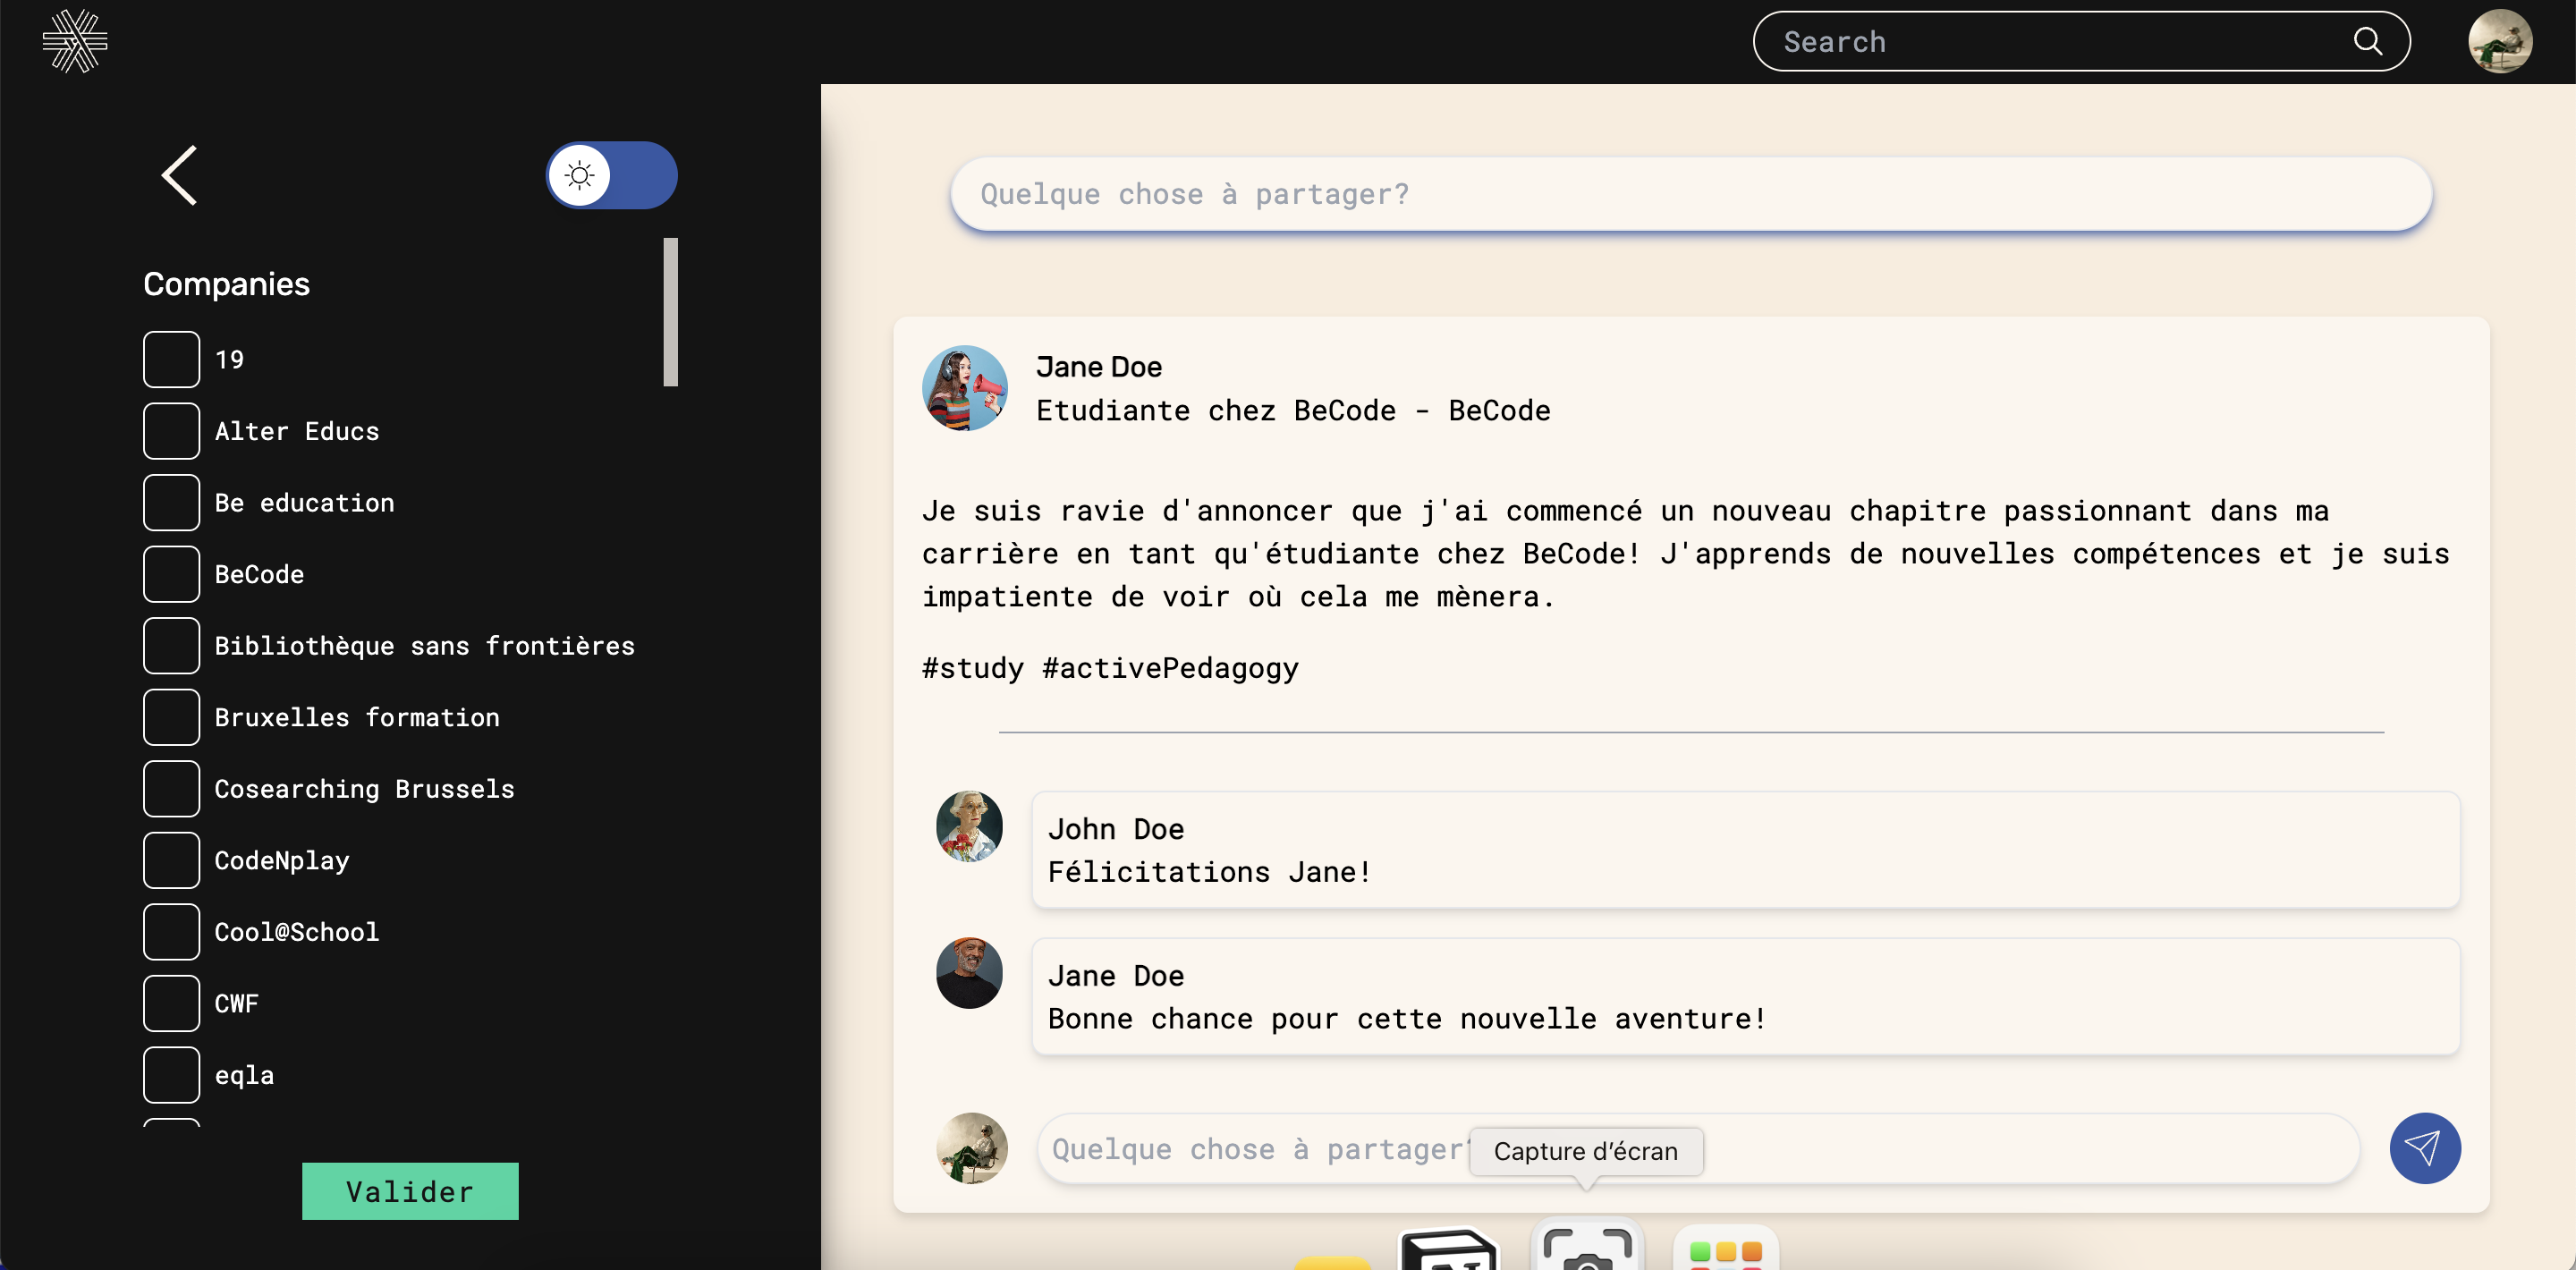 Search
Companies
19
Alter Educs
Be education
BeCode
Bibliothèque sans frontières
Bruxelles formation
Cosearching Brussels
CodeNplay
Cool@School
CWF
eqla
Valider
Quelque chose à partager?
Jane Doe
Etudiante chez BeCode - BeCode
Je suis ravie d'annoncer que j'ai commencé un nouveau chapitre passionnant dans ma
carrière en tant qu'étudiante chez BeCode! J'apprends de nouvelles compétences et je suis
impatiente de voir où cela me mènera.
#study #activePedagogy
John Doe
Félicitations Jane!
Jane Doe
Bonne chance pour cette nouvelle aventure!
Quelque chose à partager?
Capture d'écran